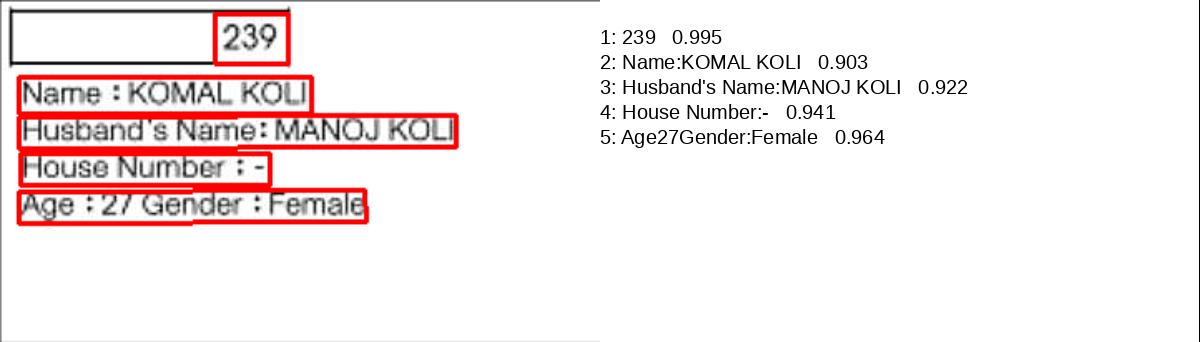 239
Name : KOMAL KOLI
Husband's Name: MANOJ KOLI
House Number : -
Age : 27 Gender : Female
1: 239 0.995
2: Name:KOMAL KOLI 0.903
3: Husband's Name:MANOJ KOLI 0.922
4: House Number:- 0.941
5: Age27Gender:Female 0.964